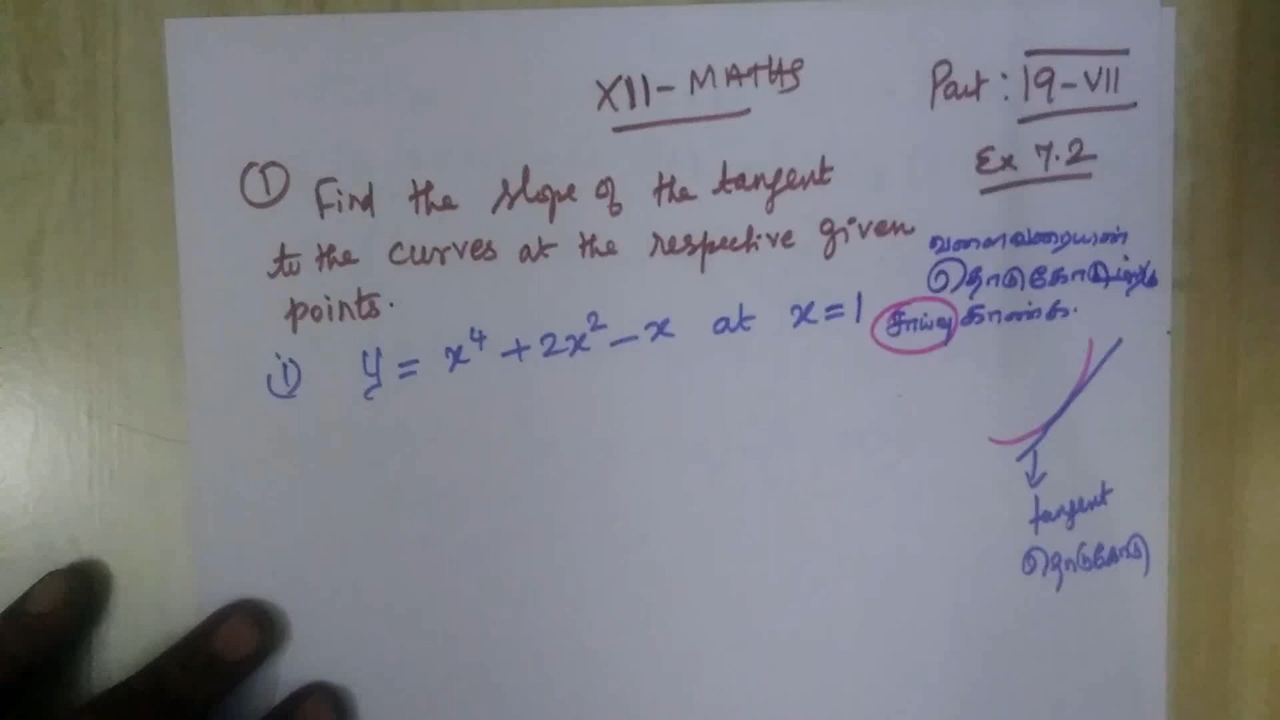 XII - MATHS
Part: 19-VII
Ex 7.2
① Find the slope of the tangent
to the curves at the respective given
points.
வளைவரையின்
தொடுகோட்டின்
சாய்வு காண்க.
i) y = x⁴ + 2x² - x at x = 1
tangent
தொடுகோடு